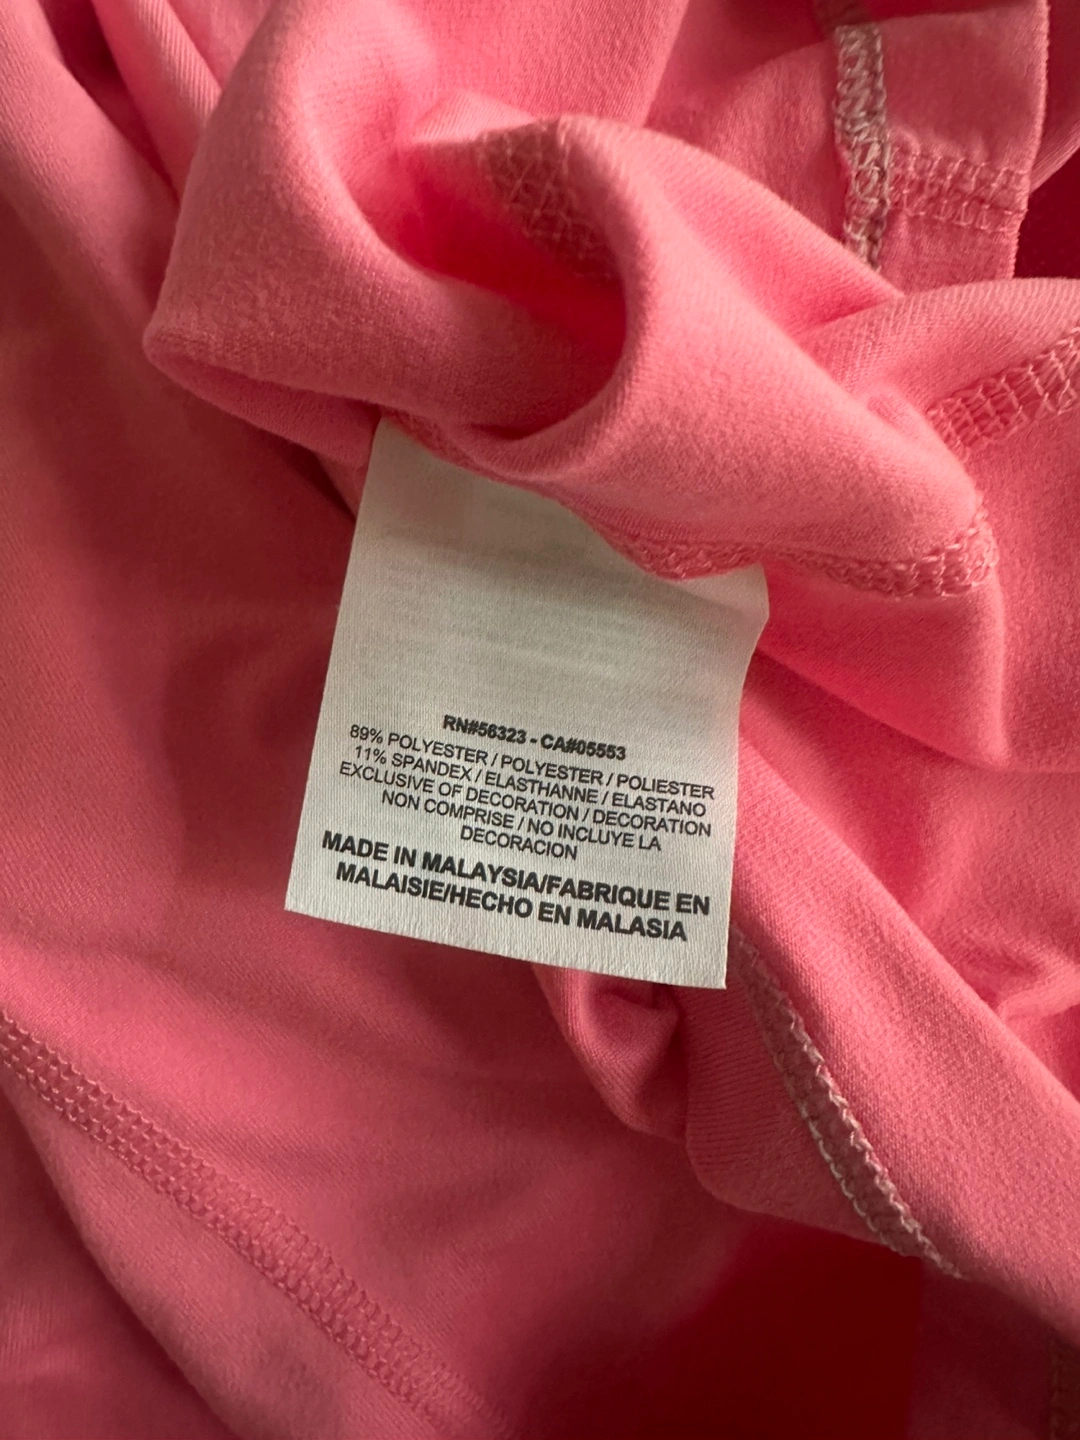 RN#56323 - CA#05553
89% POLYESTER / POLYESTER / POLIESTER
11% SPANDEX / ELASTHANNE / ELASTANO
EXCLUSIVE OF DECORATION / DECORATION
NON COMPRISE / NO INCLUYE LA
DECORACION
MADE IN MALAYSIA/FABRIQUE EN
MALAISIE/HECHO EN MALASIA